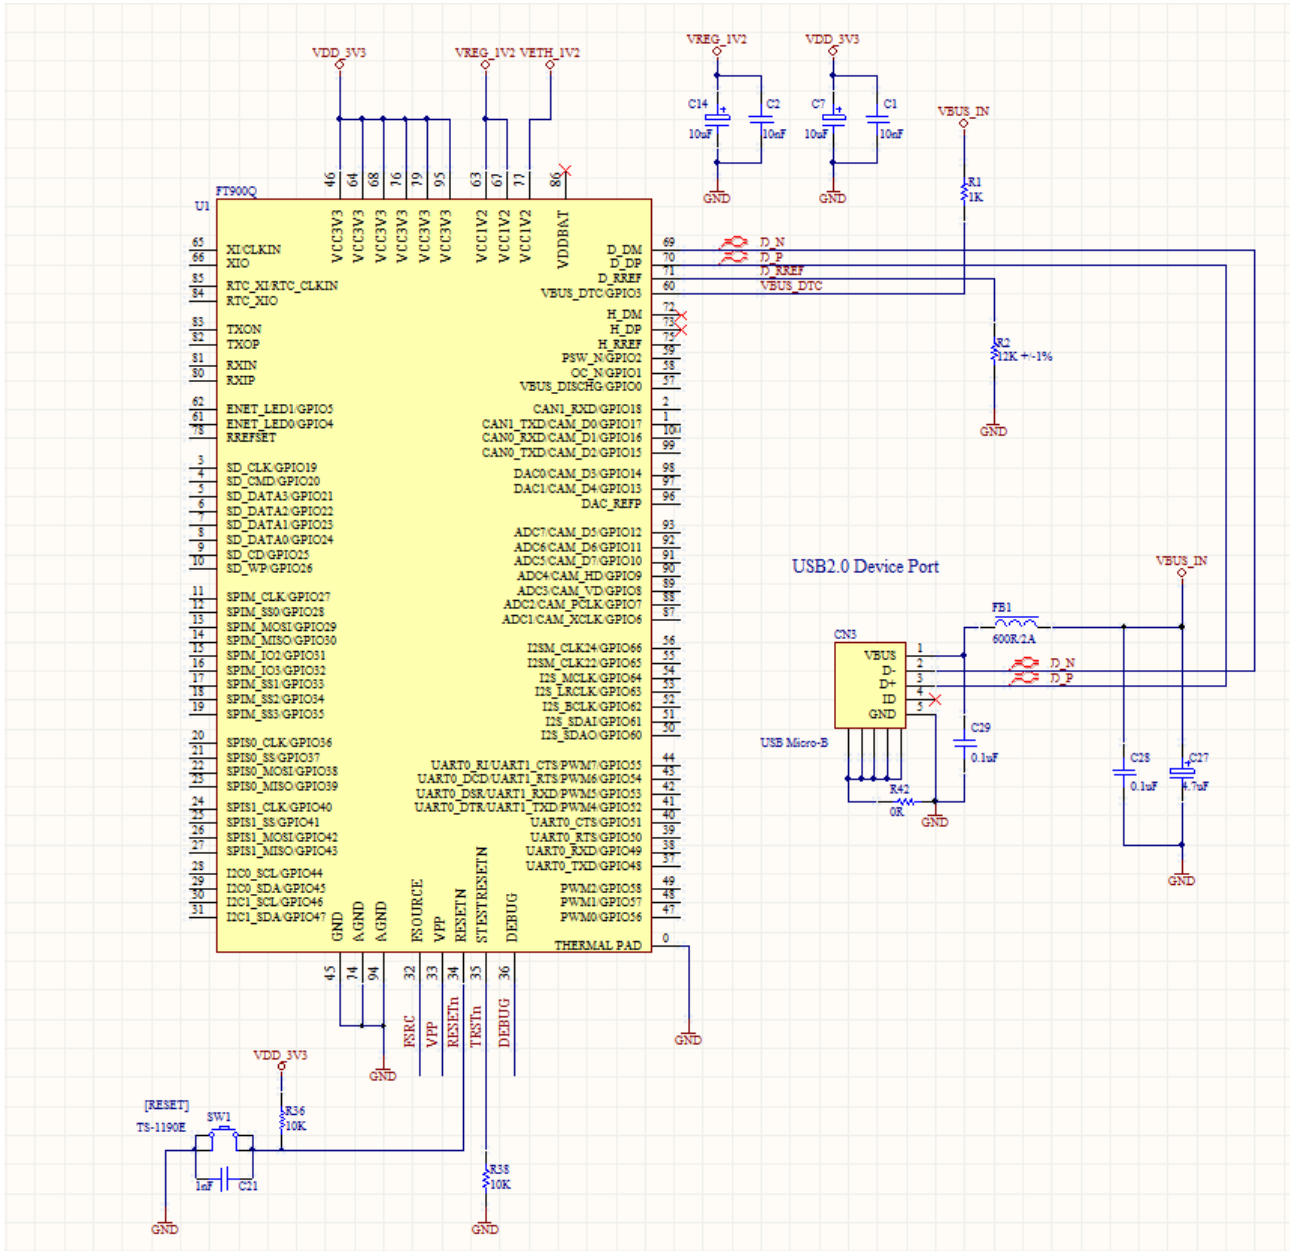 VDD_3V3
VREG_1V2 VETH_1V2
VREG_1V2
VDD_3V3
C14
10uF
C2
10nF
C7
10uF
C1
10nF
GND
GND
VBUS_IN
R1
1K
46
64
68
76
79
95
63
67
77
86
FT900Q
U1
VCC3V3
VCC3V3
VCC3V3
VCC3V3
VCC3V3
VCC3V3
VCC1V2
VCC1V2
VCC1V2
VDDBAT
65 XI/CLKIN
66 XIO
85 RTC_XI/RTC_CLKIN
84 RTC_XIO
83 TXON
82 TXOP
81 RXIN
80 RXIP
62 ENET_LED1/GPIO5
61 ENET_LED0/GPIO4
78 RREFSET
3 SD_CLK/GPIO19
4 SD_CMD/GPIO20
5 SD_DATA3/GPIO21
6 SD_DATA2/GPIO22
7 SD_DATA1/GPIO23
8 SD_DATA0/GPIO24
9 SD_CD/GPIO25
10 SD_WP/GPIO26
11 SPIM_CLK/GPIO27
12 SPIM_SS0/GPIO28
13 SPIM_MOSI/GPIO29
14 SPIM_MISO/GPIO30
15 SPIM_IO2/GPIO31
16 SPIM_IO3/GPIO32
17 SPIM_SS1/GPIO33
18 SPIM_SS2/GPIO34
19 SPIM_SS3/GPIO35
20 SPIS0_CLK/GPIO36
21 SPIS0_SS/GPIO37
22 SPIS0_MOSI/GPIO38
23 SPIS0_MISO/GPIO39
24 SPIS1_CLK/GPIO40
25 SPIS1_SS/GPIO41
26 SPIS1_MOSI/GPIO42
27 SPIS1_MISO/GPIO43
28 I2C0_SCL/GPIO44
29 I2C0_SDA/GPIO45
30 I2C1_SCL/GPIO46
31 I2C1_SDA/GPIO47
D_DM 69 D_N
D_DP 70 D_P
D_RREF 71 D_RREF
VBUS_DTC/GPIO3 60 VBUS_DTC
H_DM 72
H_DP 73
H_RREF 75
PSW_N/GPIO2 59
OC_N/GPIO1 58
VBUS_DISCHG/GPIO0 57
CAN1_RXD/GPIO18 2
CAN1_TXD/CAM_D0/GPIO17 1
CAN0_RXD/CAM_D1/GPIO16 100
CAN0_TXD/CAM_D2/GPIO15 99
DAC0/CAM_D3/GPIO14 98
DAC1/CAM_D4/GPIO13 97
DAC_REFP 96
ADC7/CAM_D5/GPIO12 93
ADC6/CAM_D6/GPIO11 92
ADC5/CAM_D7/GPIO10 91
ADC4/CAM_HD/GPIO9 90
ADC3/CAM_VD/GPIO8 89
ADC2/CAM_PCLK/GPIO7 88
ADC1/CAM_XCLK/GPIO6 87
I2SM_CLK24/GPIO66 56
I2SM_CLK22/GPIO65 55
I2S_MCLK/GPIO64 54
I2S_LRCLK/GPIO63 53
I2S_BCLK/GPIO62 52
I2S_SDAI/GPIO61 51
I2S_SDAO/GPIO60 50
UART0_RI/UART1_CTS/PWM7/GPIO55 44
UART0_DCD/UART1_RTS/PWM6/GPIO54 43
UART0_DSR/UART1_RXD/PWM5/GPIO53 42
UART0_DTR/UART1_TXD/PWM4/GPIO52 41
UART0_CTS/GPIO51 40
UART0_RTS/GPIO50 39
UART0_RXD/GPIO49 38
UART0_TXD/GPIO48 37
PWM2/GPIO58 49
PWM1/GPIO57 48
PWM0/GPIO56 47
THERMAL PAD 0
R2
12K +/-1%
GND
USB2.0 Device Port
VBUS_IN
FB1
600R/2A
CN3
VBUS 1
D- 2 D_N
D+ 3 D_P
ID 4
GND 5
USB Micro-B
C29
0.1uF
R42
0R
GND
C28
0.1uF
C27
4.7uF
GND
GND
AGND
AGND
FSOURCE
VPP
RESETN
STESTRESETN
DEBUG
45
74
94
32
33
34
35
36
FSRC
VPP
RESETn
TRSTn
DEBUG
GND
GND
VDD_3V3
[RESET]
TS-1190E
SW1
R36
10K
1nF
C21
R38
10K
GND
GND